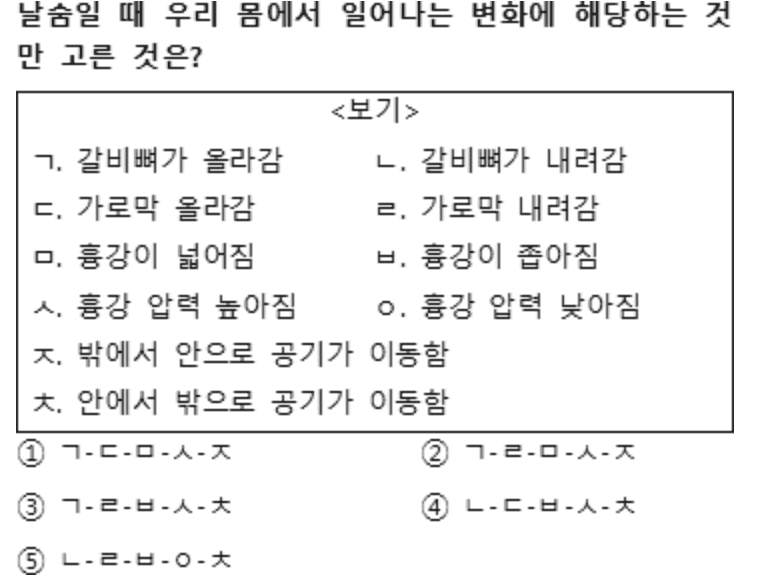 날숨일 때 우리 몸에서 일어나는 변화에 해당하는 것
만 고른 것은?
<보기>
ㄱ. 갈비뼈가 올라감 ㄴ. 갈비뼈가 내려감
ㄷ. 가로막 올라감 ㄹ. 가로막 내려감
ㅁ. 흉강이 넓어짐 ㅂ. 흉강이 좁아짐
ㅅ. 흉강 압력 높아짐 ㅇ. 흉강 압력 낮아짐
ㅈ. 밖에서 안으로 공기가 이동함
ㅊ. 안에서 밖으로 공기가 이동함
① ㄱ-ㄷ-ㅁ-ㅅ-ㅈ ② ㄱ-ㄹ-ㅁ-ㅅ-ㅈ
③ ㄱ-ㄹ-ㅂ-ㅅ-ㅊ ④ ㄴ-ㄷ-ㅂ-ㅅ-ㅊ
⑤ ㄴ-ㄹ-ㅂ-ㅇ-ㅊ